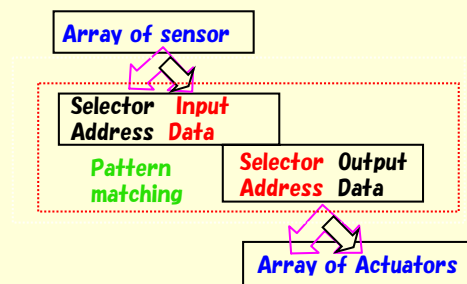 Array of sensor
Selector Input
Address Data
Pattern
matching
Selector Output
Address Data
Array of Actuators